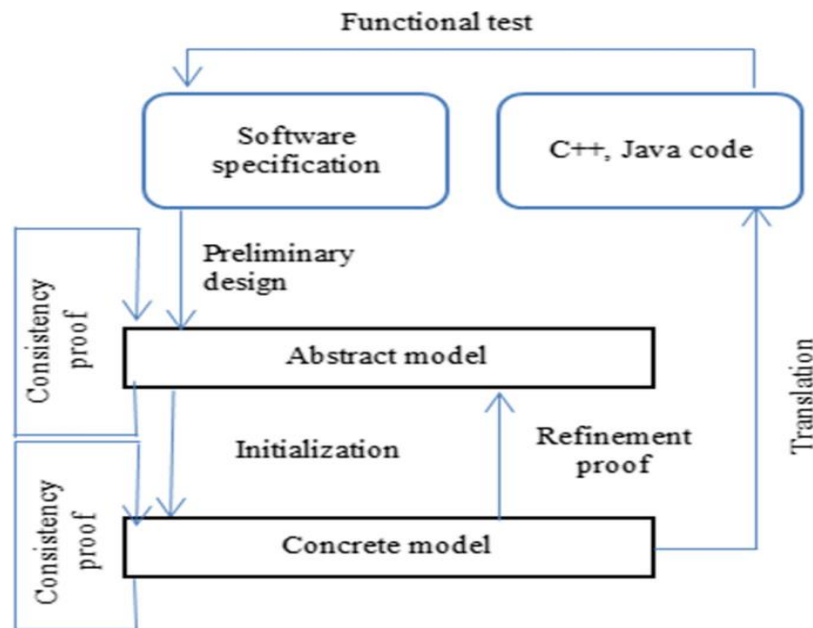 Functional test
Software
specification
C++, Java code
Preliminary
design
Consistency
proof
Abstract model
Translation
Initialization
Refinement
proof
Consistency
proof
Concrete model